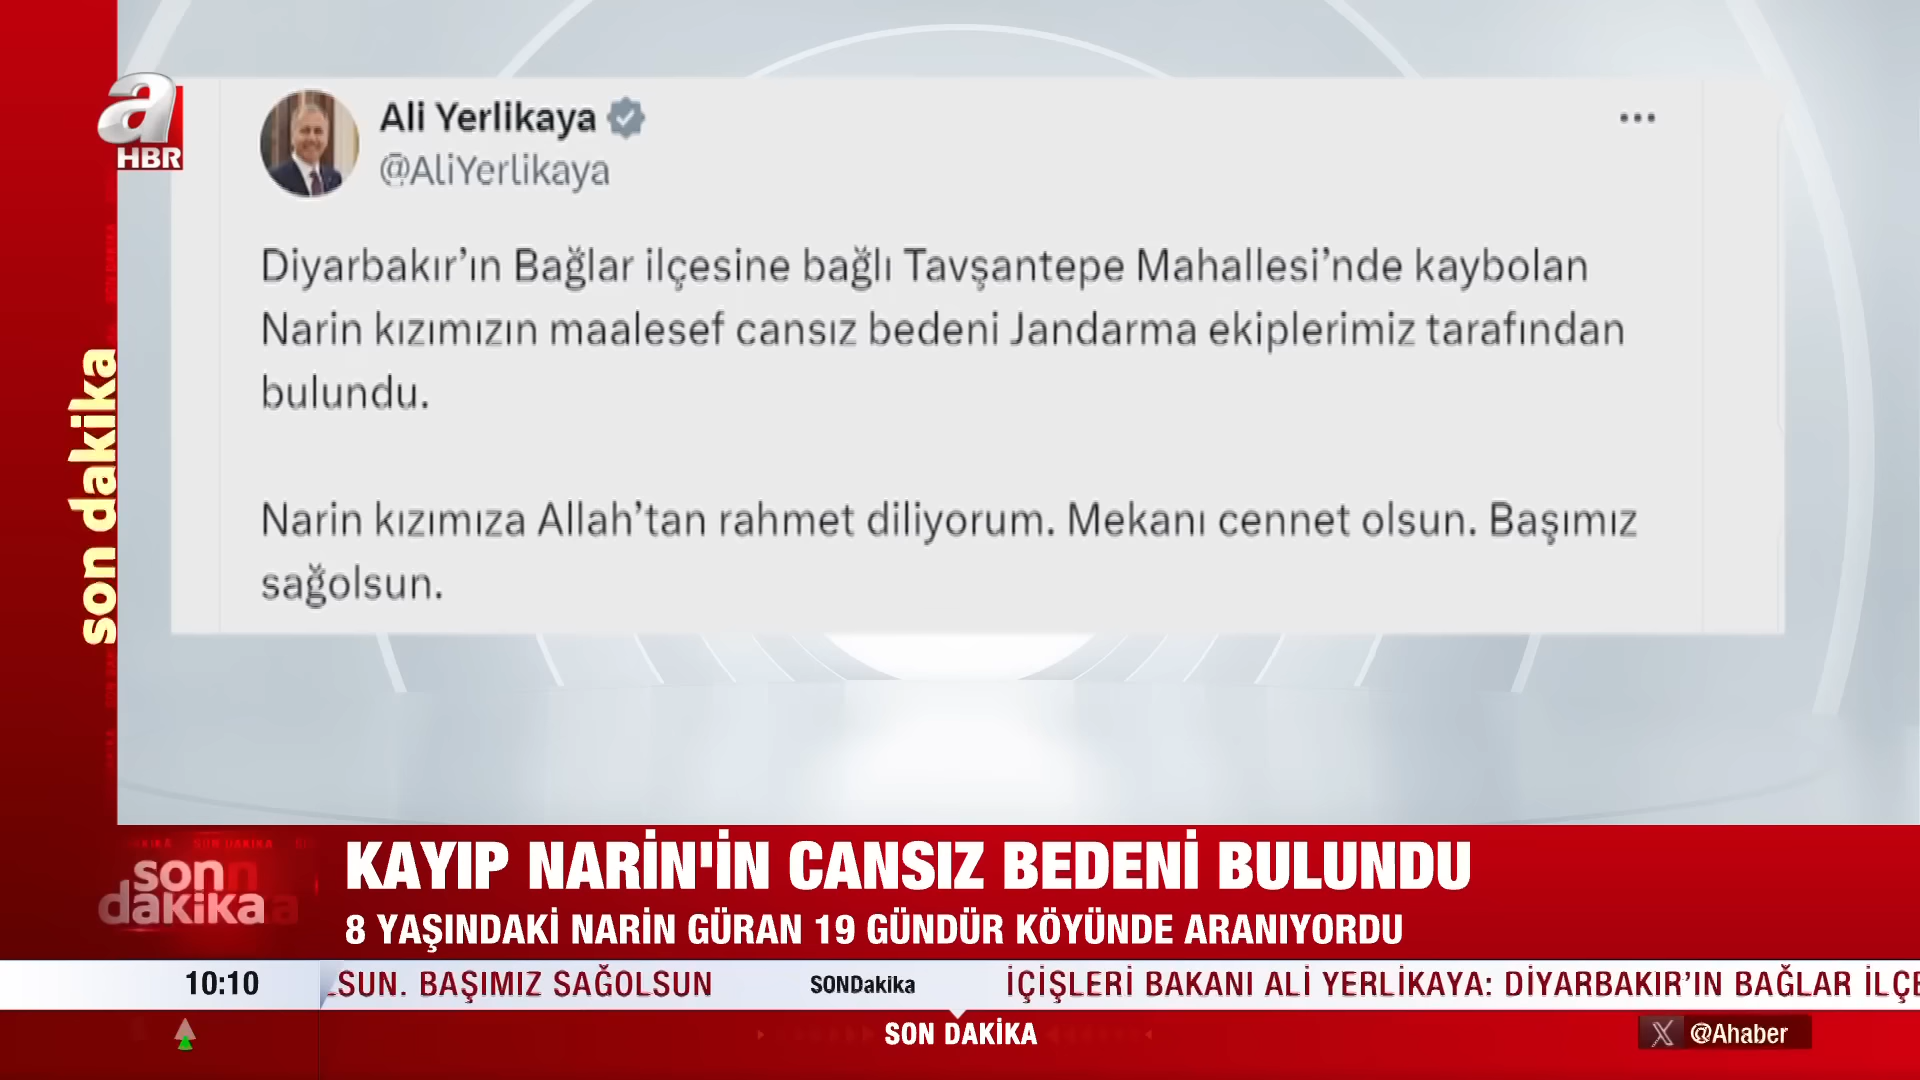 a
HBR
Ali Yerlikaya
@AliYerlikaya
Diyarbakır’ın Bağlar ilçesine bağlı Tavşantepe Mahallesi’nde kaybolan
Narin kızımızın maalesef cansız bedeni Jandarma ekiplerimiz tarafından
bulundu.
Narin kızımıza Allah’tan rahmet diliyorum. Mekanı cennet olsun. Başımız
sağolsun.
son dakika
son
dakika
KAYIP NARİN'İN CANSIZ BEDENİ BULUNDU
8 YAŞINDAKİ NARİN GÜRAN 19 GÜNDÜR KÖYÜNDE ARANIYORDU
10:10
SUN. BAŞIMIZ SAĞOLSUN SONDakika İÇİŞLERİ BAKANI ALİ YERLİKAYA: DİYARBAKIR’IN BAĞLAR İLÇE
SON DAKİKA
X @Ahaber